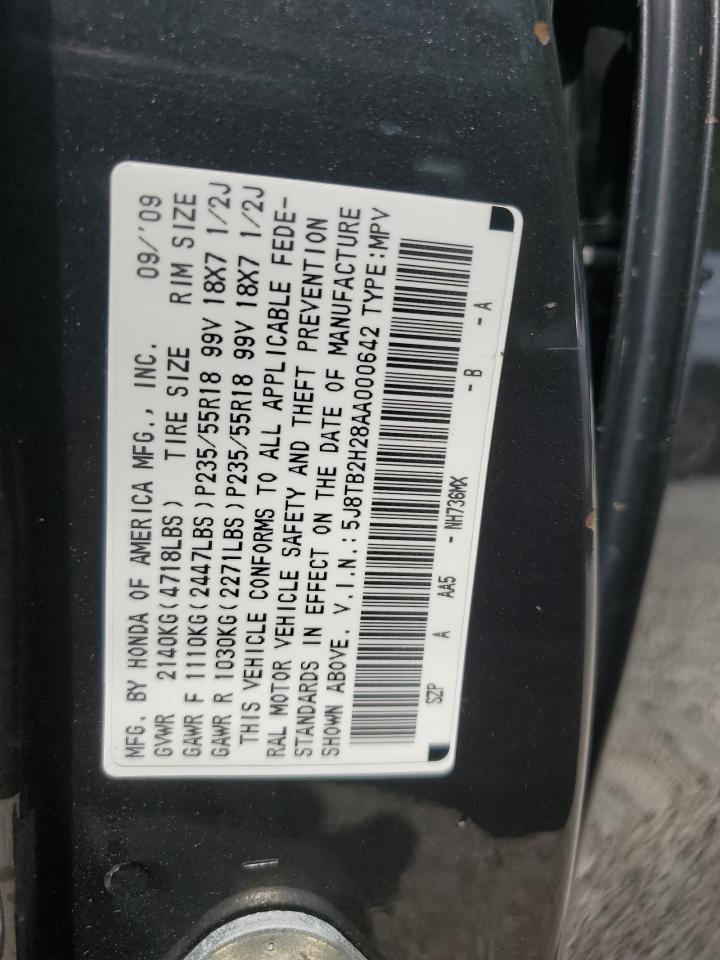 MFG. BY HONDA OF AMERICA MFG., INC. 09/'09
GVWR 2140KG(4718LBS) TIRE SIZE RIM SIZE
GAWR F 1110KG(2447LBS)P235/55R18 99V 18X7 1/2J
GAWR R 1030KG(2271LBS)P235/55R18 99V 18X7 1/2J
THIS VEHICLE CONFORMS TO ALL APPLICABLE FEDE-
RAL MOTOR VEHICLE SAFETY AND THEFT PREVENTION
STANDARDS IN EFFECT ON THE DATE OF MANUFACTURE
SHOWN ABOVE. V.I.N.:5J8TB2H28AA000642 TYPE:MPV
SZP A AA5 - NH736MX - B - A